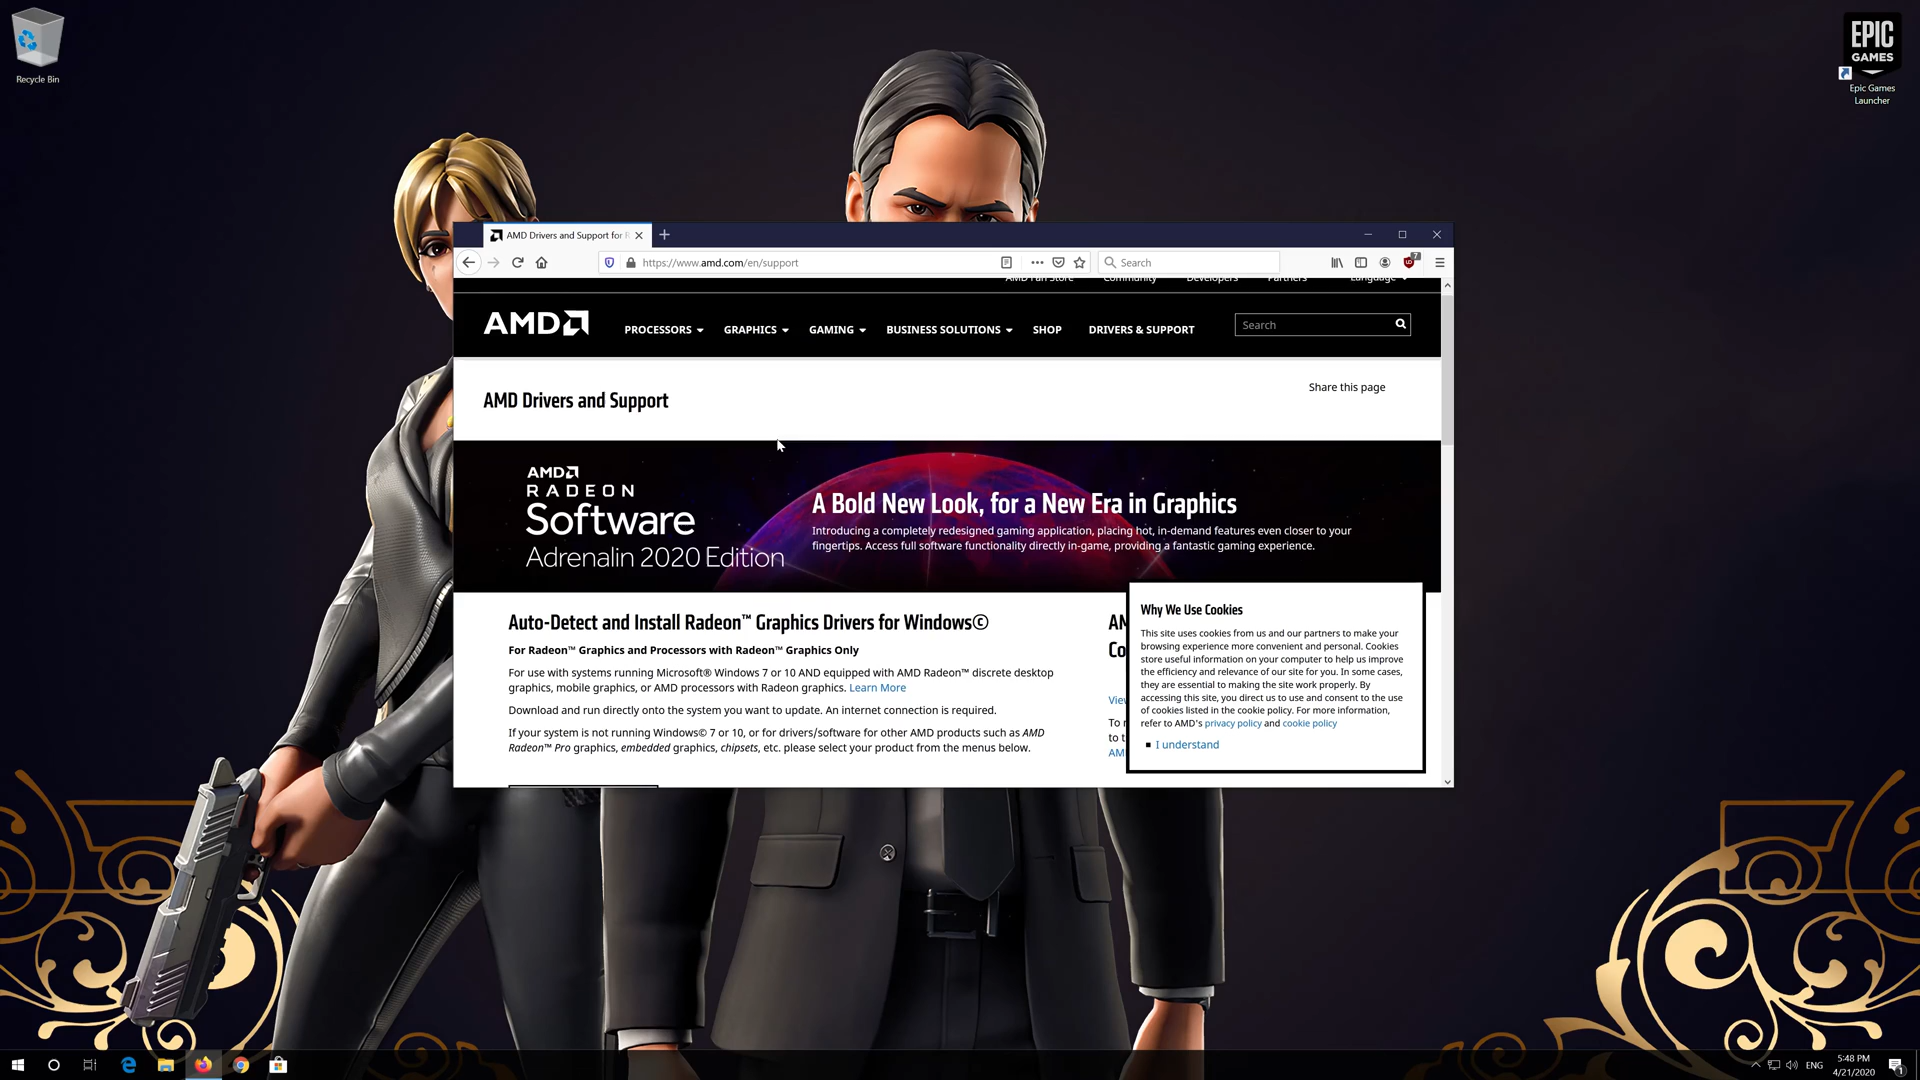 Recycle Bin
EPIC
GAMES
Epic Games
Launcher
AMD Drivers and Support for R
https://www.amd.com/en/support
Search
7
AMD Fan Store Community Developers Partners Language
AMD
PROCESSORS GRAPHICS GAMING BUSINESS SOLUTIONS SHOP DRIVERS & SUPPORT
Search
Share this page
AMD Drivers and Support
AMD
RADEON
Software
Adrenalin 2020 Edition
A Bold New Look, for a New Era in Graphics
Introducing a completely redesigned gaming application, placing hot, in-demand features even closer to your
fingertips. Access full software functionality directly in-game, providing a fantastic gaming experience.
Auto-Detect and Install Radeon™ Graphics Drivers for Windows©
For Radeon™ Graphics and Processors with Radeon™ Graphics Only
For use with systems running Microsoft® Windows 7 or 10 AND equipped with AMD Radeon™ discrete desktop
graphics, mobile graphics, or AMD processors with Radeon graphics. Learn More
Download and run directly onto the system you want to update. An internet connection is required.
If your system is not running Windows© 7 or 10, or for drivers/software for other AMD products such as AMD
Radeon™ Pro graphics, embedded graphics, chipsets, etc. please select your product from the menus below.
Why We Use Cookies
This site uses cookies from us and our partners to make your
browsing experience more convenient and personal. Cookies
store useful information on your computer to help us improve
the efficiency and relevance of our site for you. In some cases,
they are essential to making the site work properly. By
accessing this site, you direct us to use and consent to the use
of cookies listed in the cookie policy. For more information,
refer to AMD's privacy policy and cookie policy
I understand
ENG
5:48 PM
4/21/2020
1